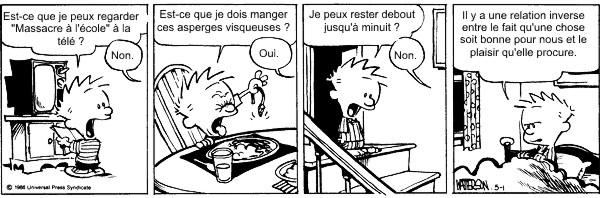 Est-ce que je peux regarder
"Massacre à l'école" à la
télé ?
Non.
© 1986 Universal Press Syndicate
Est-ce que je dois manger
ces asperges visqueuses ?
Oui.
Je peux rester debout
jusqu'à minuit ?
Non.
Il y a une relation inverse
entre le fait qu'une chose
soit bonne pour nous et le
plaisir qu'elle procure.
WATTERSON 5-1